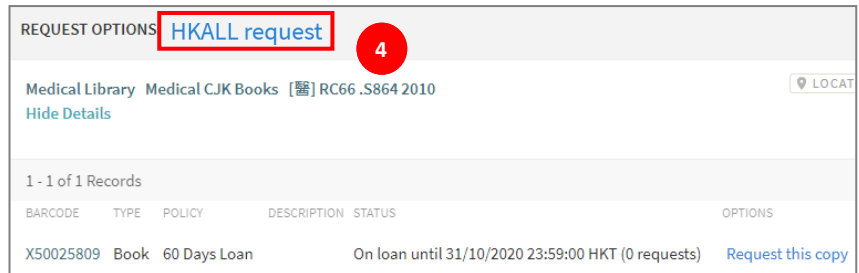 REQUEST OPTIONS HKALL request
4
Medical Library Medical CJK Books [醫] RC66 .S864 2010
LOCAT
Hide Details
1 - 1 of 1 Records
BARCODE TYPE POLICY DESCRIPTION STATUS OPTIONS
X50025809 Book 60 Days Loan On loan until 31/10/2020 23:59:00 HKT (0 requests) Request this copy